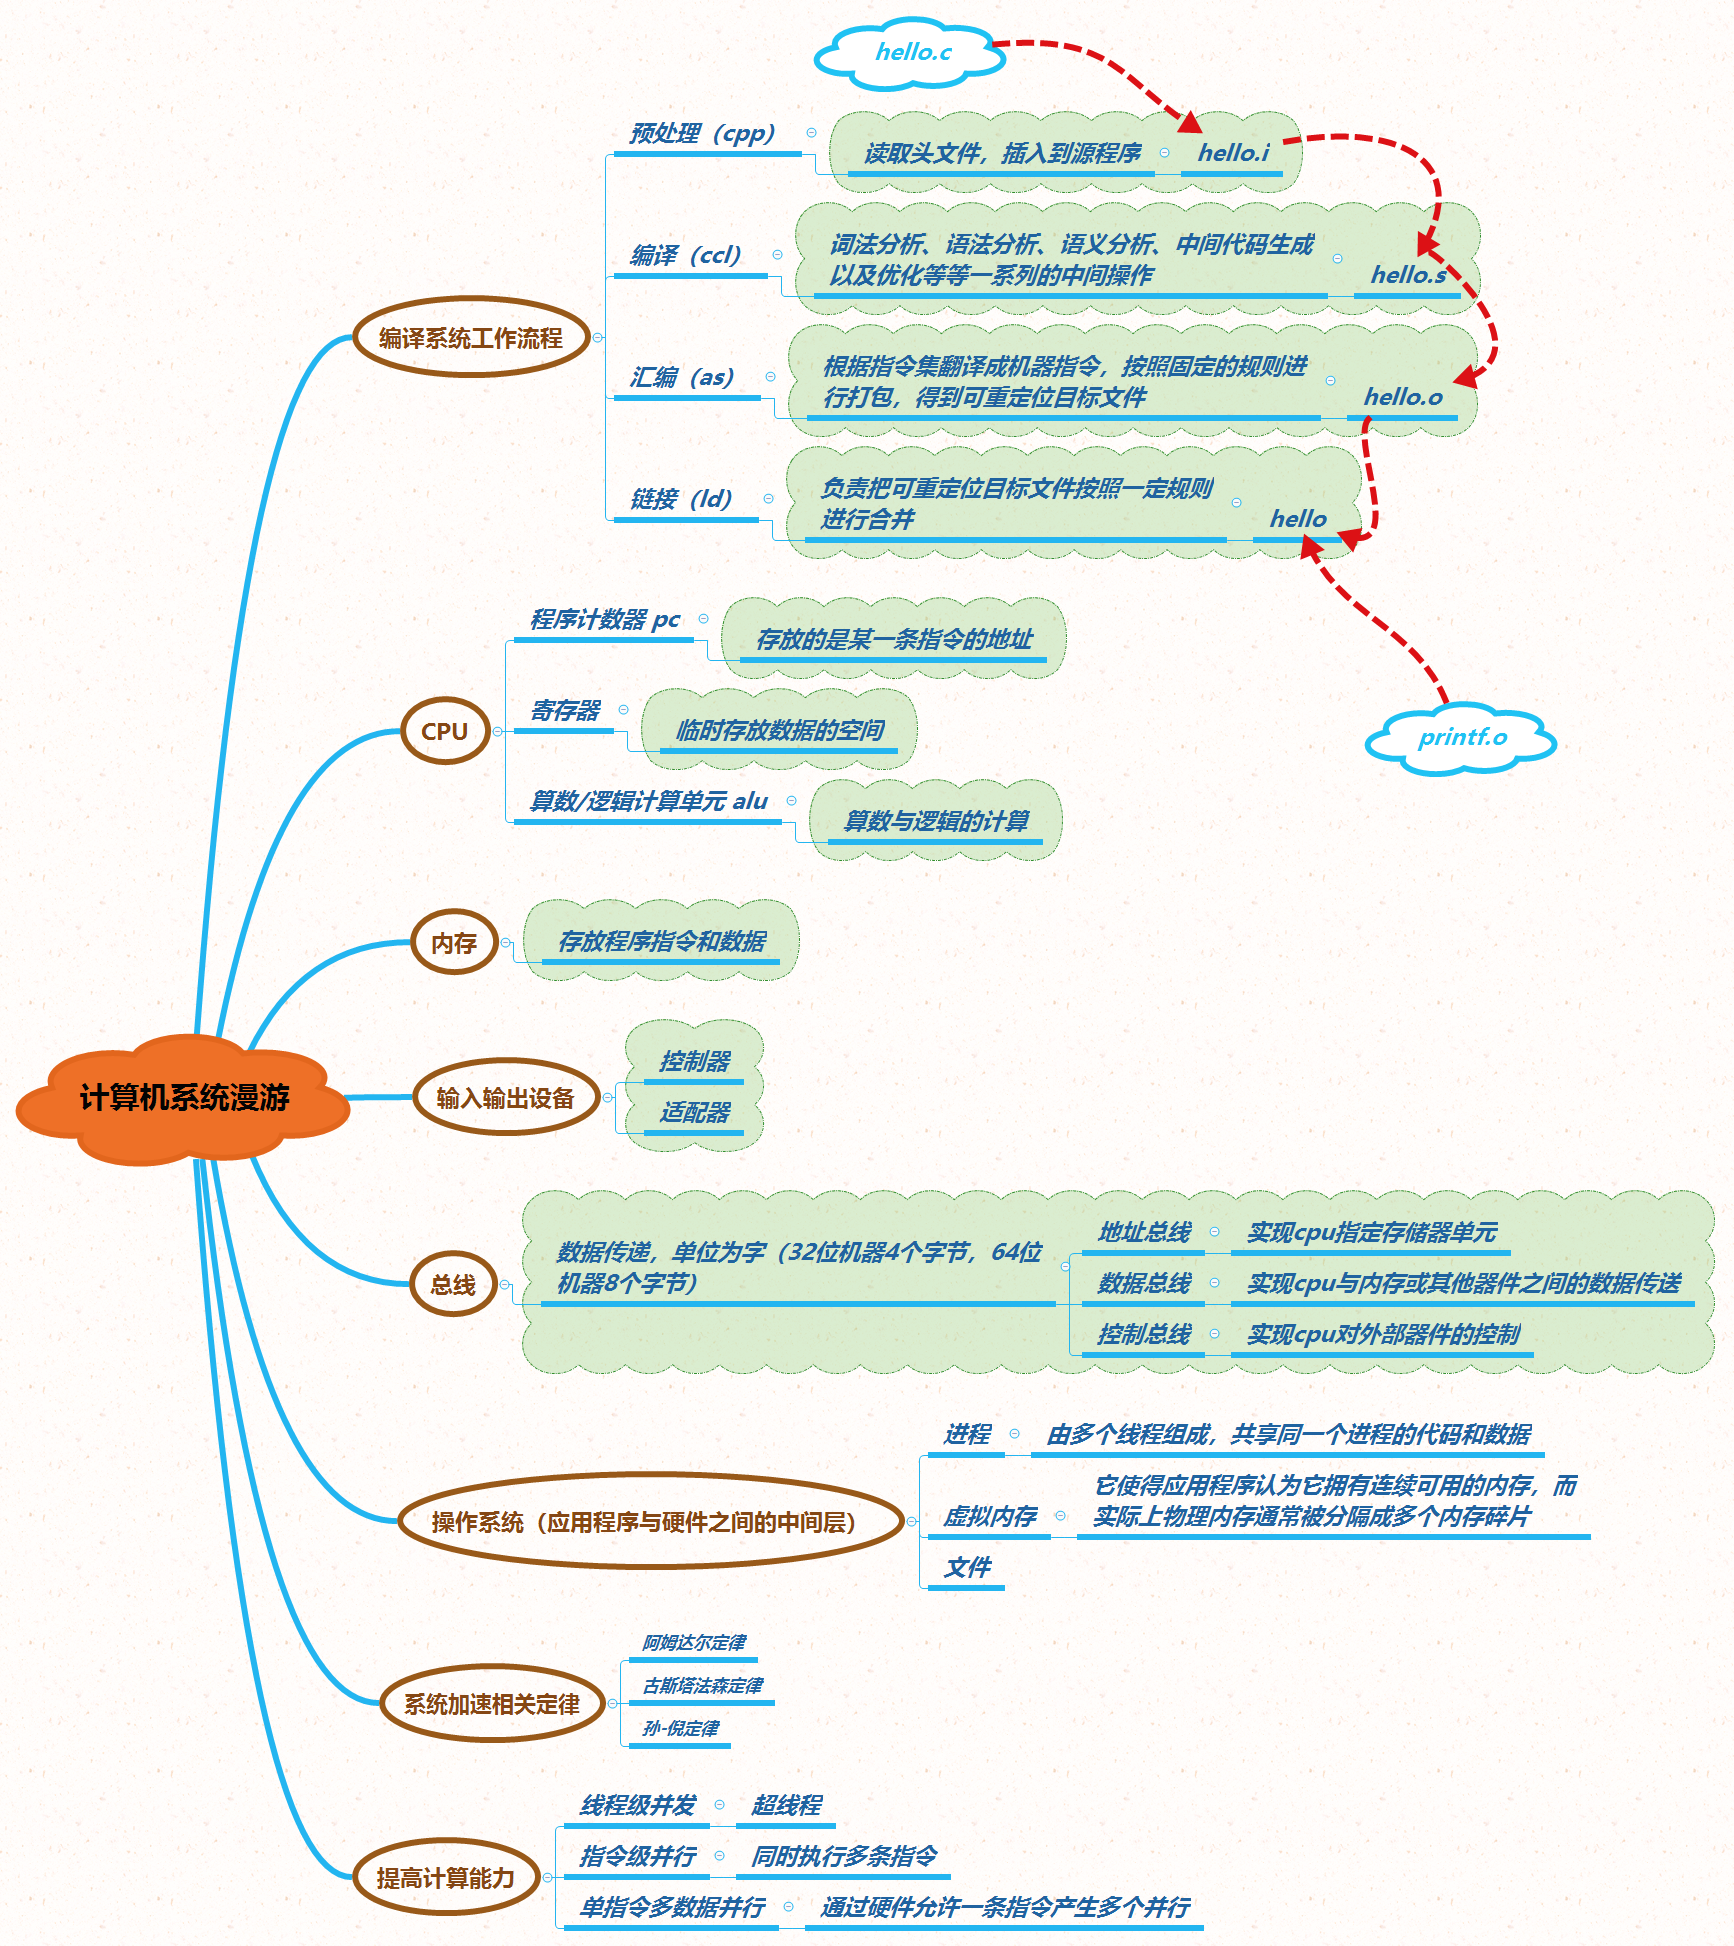 hello.c
预处理（cpp）
读取头文件，插入到源程序
hello.i
编译（ccl）
词法分析、语法分析、语义分析、中间代码生成
以及优化等等一系列的中间操作
hello.s
编译系统工作流程
汇编（as）
根据指令集翻译成机器指令，按照固定的规则进
行打包，得到可重定位目标文件
hello.o
链接（ld）
负责把可重定位目标文件按照一定规则
进行合并
hello
printf.o
CPU
程序计数器 pc
存放的是某一条指令的地址
寄存器
临时存放数据的空间
算数/逻辑计算单元 alu
算数与逻辑的计算
内存
存放程序指令和数据
计算机系统漫游
输入输出设备
控制器
适配器
总线
数据传递，单位为字（32位机器4个字节，64位
机器8个字节）
地址总线
实现cpu指定存储器单元
数据总线
实现cpu与内存或其他器件之间的数据传送
控制总线
实现cpu对外部器件的控制
操作系统（应用程序与硬件之间的中间层）
进程
由多个线程组成，共享同一个进程的代码和数据
虚拟内存
它使得应用程序认为它拥有连续可用的内存，而
实际上物理内存通常被分隔成多个内存碎片
文件
系统加速相关定律
阿姆达尔定律
古斯塔法森定律
孙-倪定律
提高计算能力
线程级并发
超线程
指令级并行
同时执行多条指令
单指令多数据并行
通过硬件允许一条指令产生多个并行